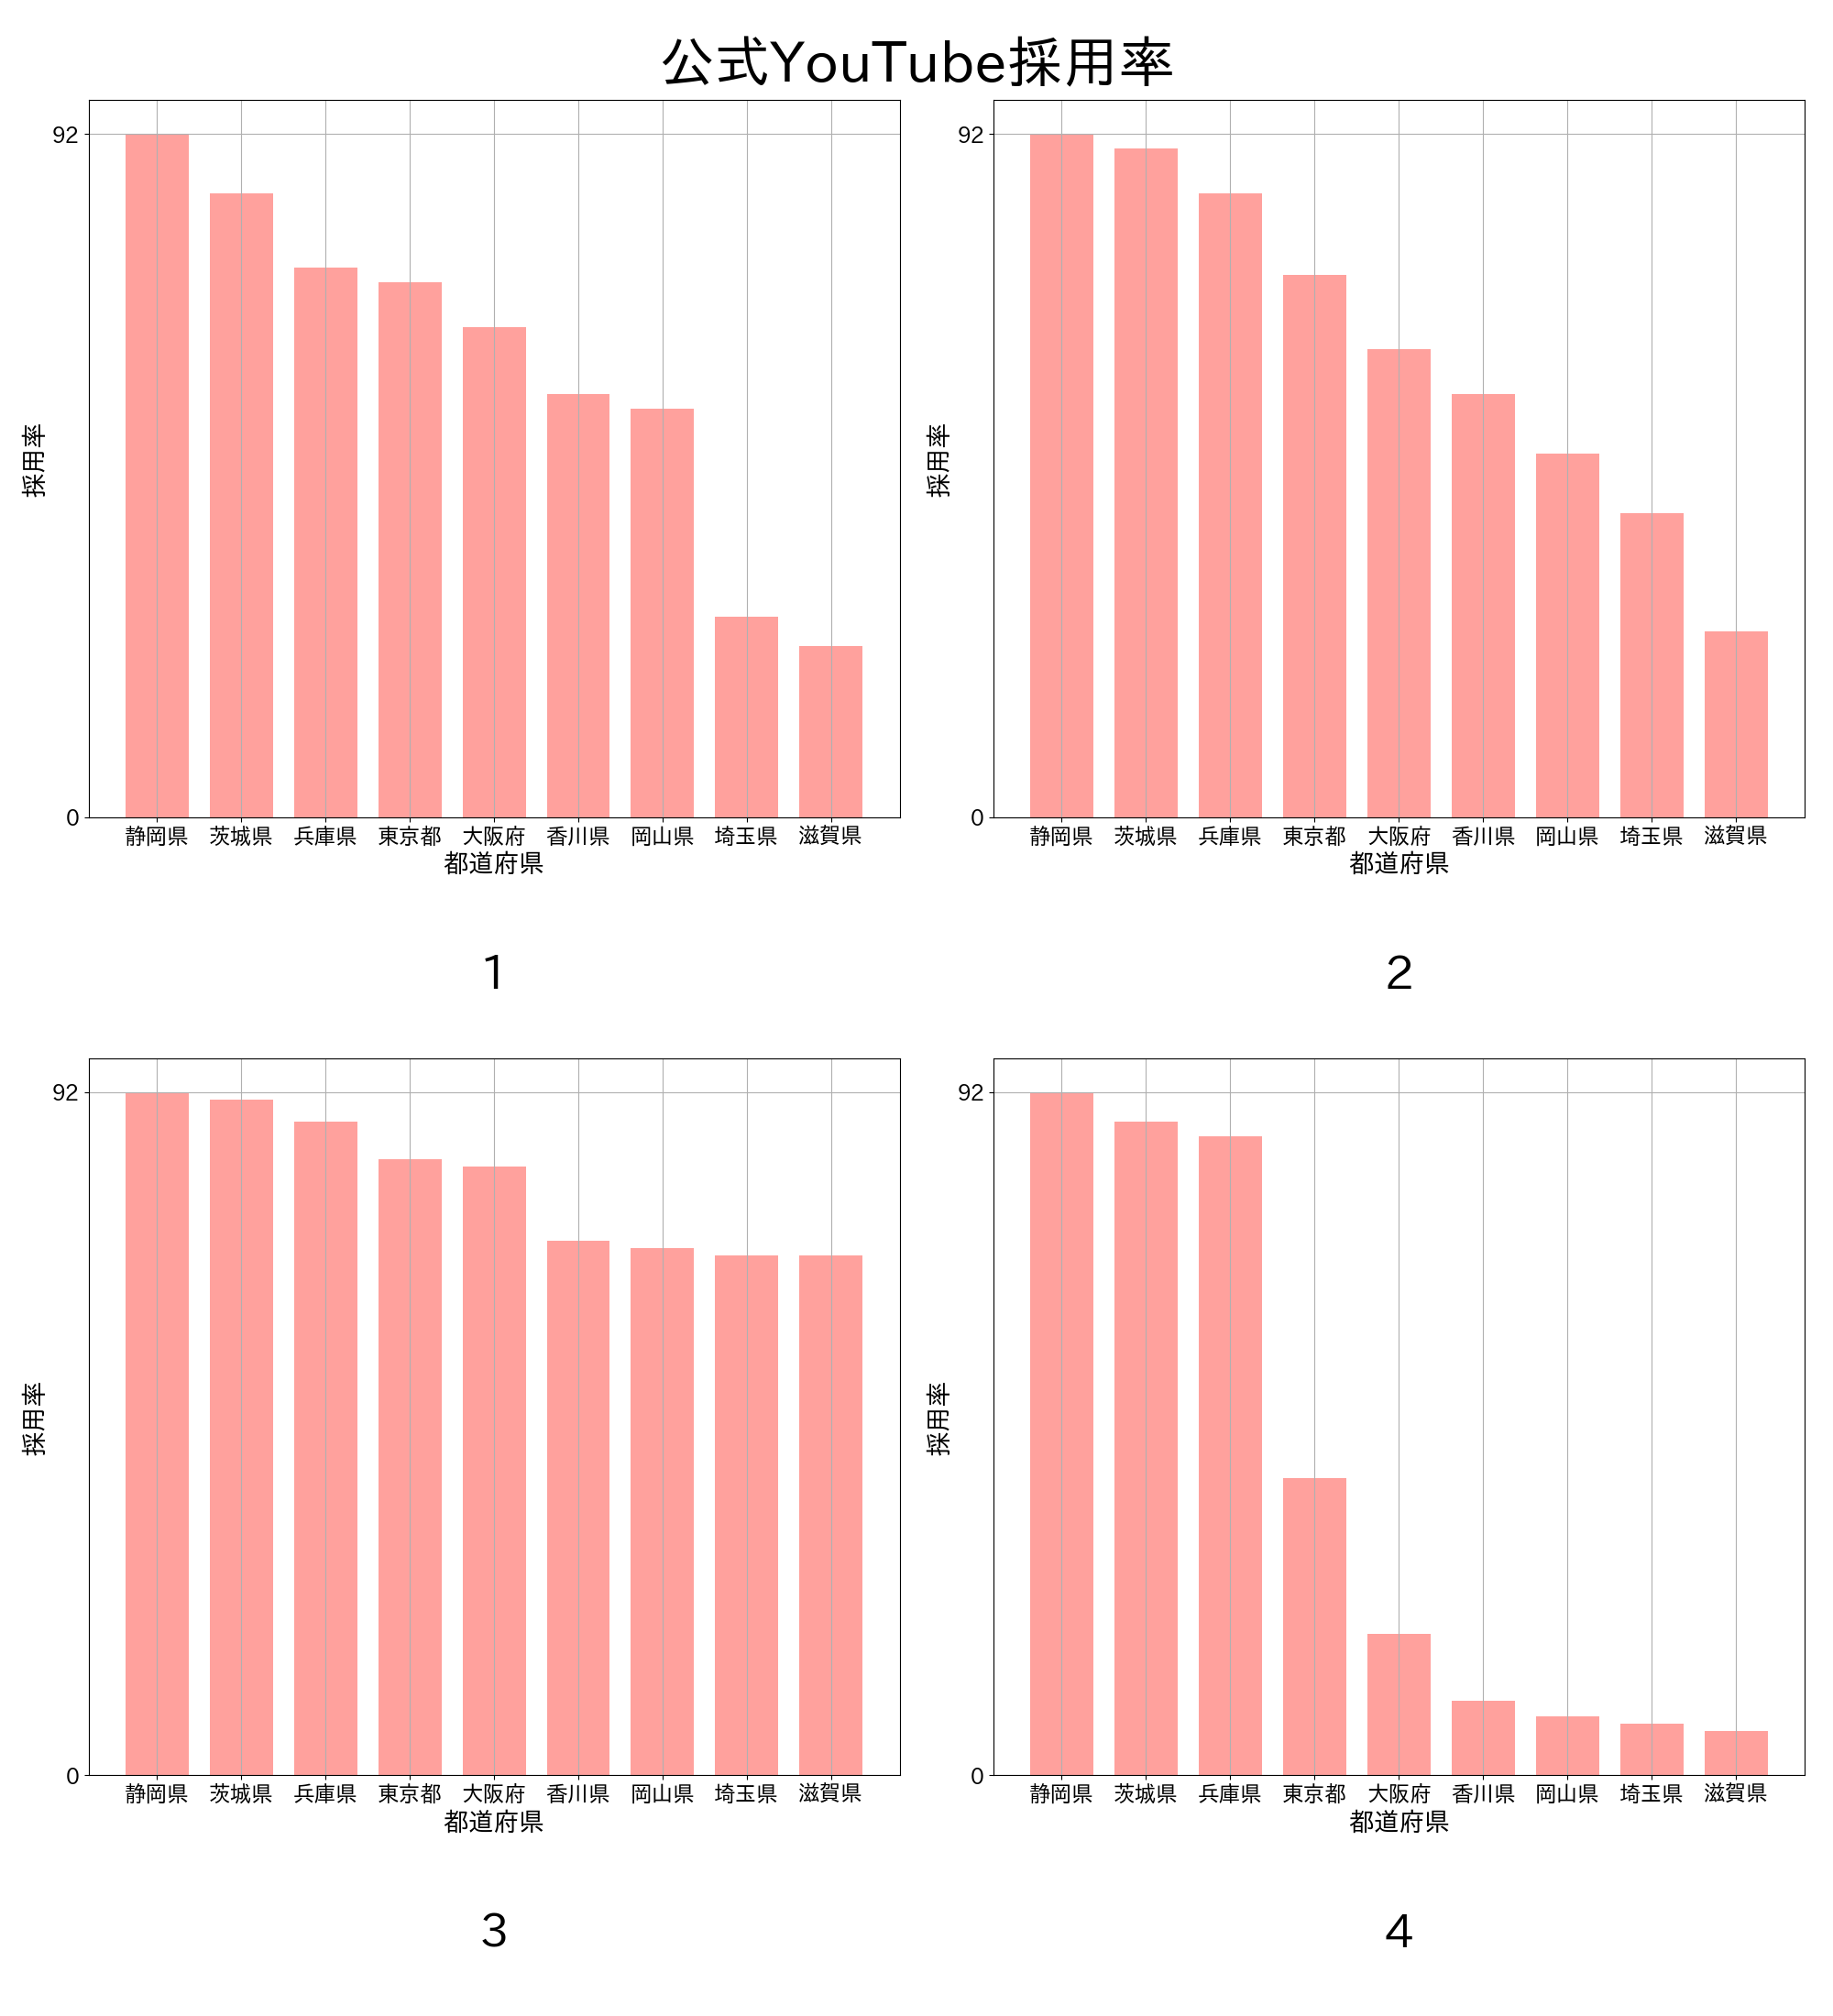 公式YouTube採用率
92
0
採用率
静岡県 茨城県 兵庫県 東京都 大阪府 香川県 岡山県 埼玉県 滋賀県
都道府県
1
92
0
採用率
静岡県 茨城県 兵庫県 東京都 大阪府 香川県 岡山県 埼玉県 滋賀県
都道府県
2
92
0
採用率
静岡県 茨城県 兵庫県 東京都 大阪府 香川県 岡山県 埼玉県 滋賀県
都道府県
3
92
0
採用率
静岡県 茨城県 兵庫県 東京都 大阪府 香川県 岡山県 埼玉県 滋賀県
都道府県
4